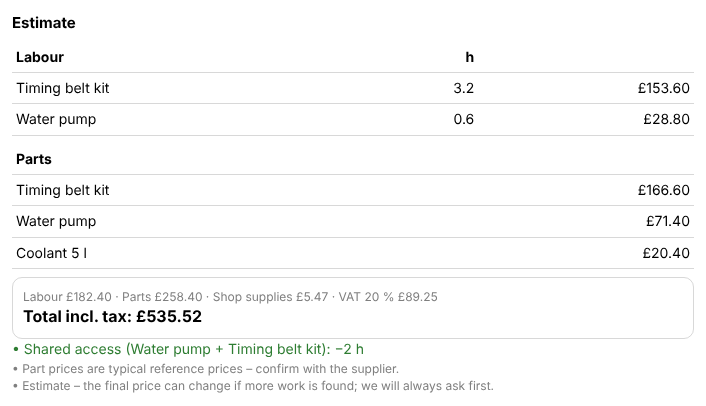 Estimate
Labour h
Timing belt kit 3.2 £153.60
Water pump 0.6 £28.80
Parts
Timing belt kit £166.60
Water pump £71.40
Coolant 5 l £20.40
Labour £182.40 · Parts £258.40 · Shop supplies £5.47 · VAT 20 % £89.25
Total incl. tax: £535.52
• Shared access (Water pump + Timing belt kit): −2 h
• Part prices are typical reference prices – confirm with the supplier.
• Estimate – the final price can change if more work is found; we will always ask first.